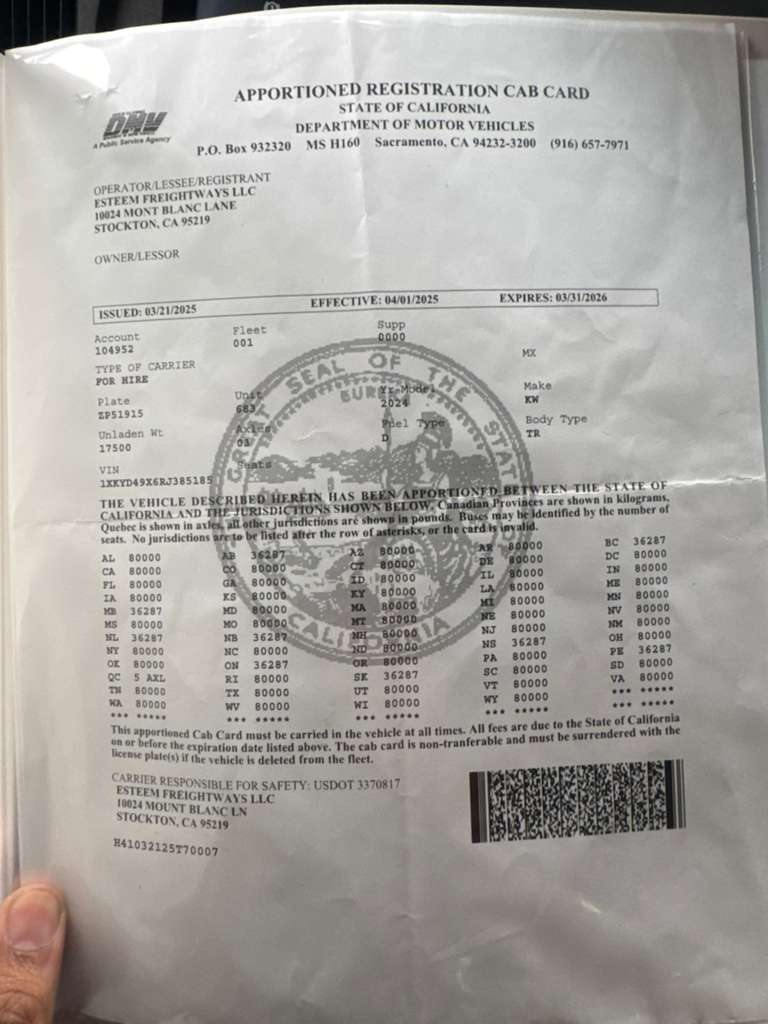 APPORTIONED REGISTRATION CAB CARD
STATE OF CALIFORNIA
DEPARTMENT OF MOTOR VEHICLES
P.O. Box 932320 MS H160 Sacramento, CA 94232-3200 (916) 657-7971
DMV
A Public Service Agency
OPERATOR/LESSEE/REGISTRANT
ESTEEM FREIGHTWAYS LLC
10024 MONT BLANC LANE
STOCKTON, CA 95219
OWNER/LESSOR
ISSUED: 03/21/2025 EFFECTIVE: 04/01/2025 EXPIRES: 03/31/2026
Account Fleet Supp
104952 001 0000
TYPE OF CARRIER MX
FOR HIRE
Plate Unit Yr-Model Make
ZP51915 683 2024 KW
Unladen Wt Axles Fuel Type Body Type
17500 03 D TR
VIN Seats
1XKYD49X6RJ385185
GREAT SEAL OF THE STATE OF CALIFORNIA
THE VEHICLE DESCRIBED HEREIN HAS BEEN APPORTIONED BETWEEN THE STATE OF
CALIFORNIA AND THE JURISDICTIONS SHOWN BELOW, Canadian Provinces are shown in kilograms,
Quebec is shown in axles, all other jurisdictions are shown in pounds. Buses may be identified by the number of
seats. No jurisdictions are to be listed after the row of asterisks, or the card is invalid.
AL 80000 AB 36287 AZ 80000 AR 80000 BC 36287
CA 80000 CO 80000 CT 80000 DE 80000 DC 80000
FL 80000 GA 80000 ID 80000 IL 80000 IN 80000
IA 80000 KS 80000 KY 80000 LA 80000 ME 80000
MB 36287 MD 80000 MA 80000 MI 80000 MN 80000
MS 80000 MO 80000 MT 80000 NE 80000 NV 80000
NL 36287 NB 36287 NH 80000 NJ 80000 NM 80000
NY 80000 NC 80000 ND 80000 NS 36287 OH 80000
OK 80000 ON 36287 OR 80000 PA 80000 PE 36287
QC 5 AXL RI 80000 SK 36287 SC 80000 SD 80000
TN 80000 TX 80000 UT 80000 VT 80000 VA 80000
WA 80000 WV 80000 WI 80000 WY 80000 *** *****
*** ***** *** ***** *** ***** *** ***** *** *****
This apportioned Cab Card must be carried in the vehicle at all times. All fees are due to the State of California
on or before the expiration date listed above. The cab card is non-tranferable and must be surrendered with the
license plate(s) if the vehicle is deleted from the fleet.
CARRIER RESPONSIBLE FOR SAFETY: USDOT 3370817
ESTEEM FREIGHTWAYS LLC
10024 MOUNT BLANC LN
STOCKTON, CA 95219
H41032125T70007